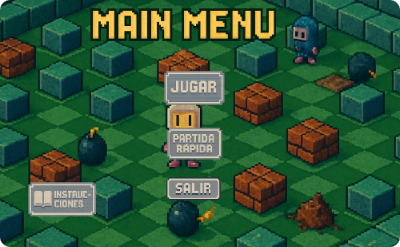 MAIN MENU
JUGAR
PARTIDA
RAPIDA
SALIR
INSTRUC-
CIONES